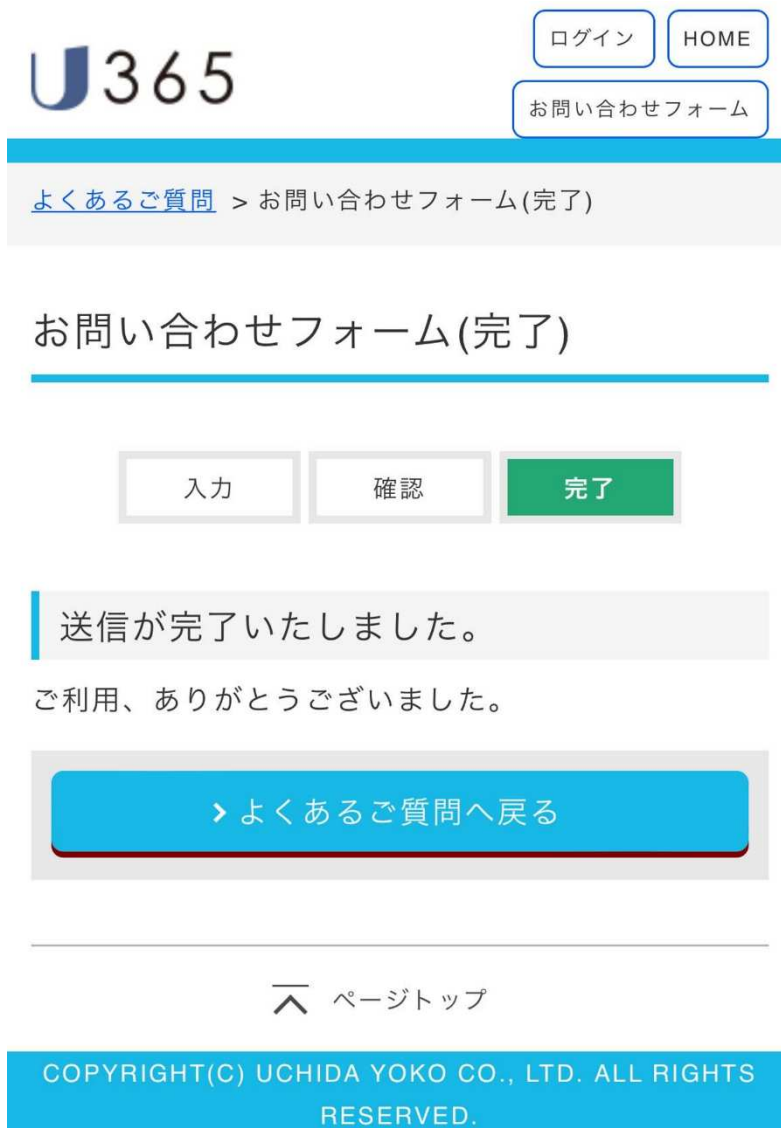 U365
ログイン
HOME
お問い合わせフォーム
よくあるご質問 > お問い合わせフォーム(完了)
お問い合わせフォーム(完了)
入力
確認
完了
送信が完了いたしました。
ご利用、ありがとうございました。
よくあるご質問へ戻る
ページトップ
COPYRIGHT(C) UCHIDA YOKO CO., LTD. ALL RIGHTS
RESERVED.